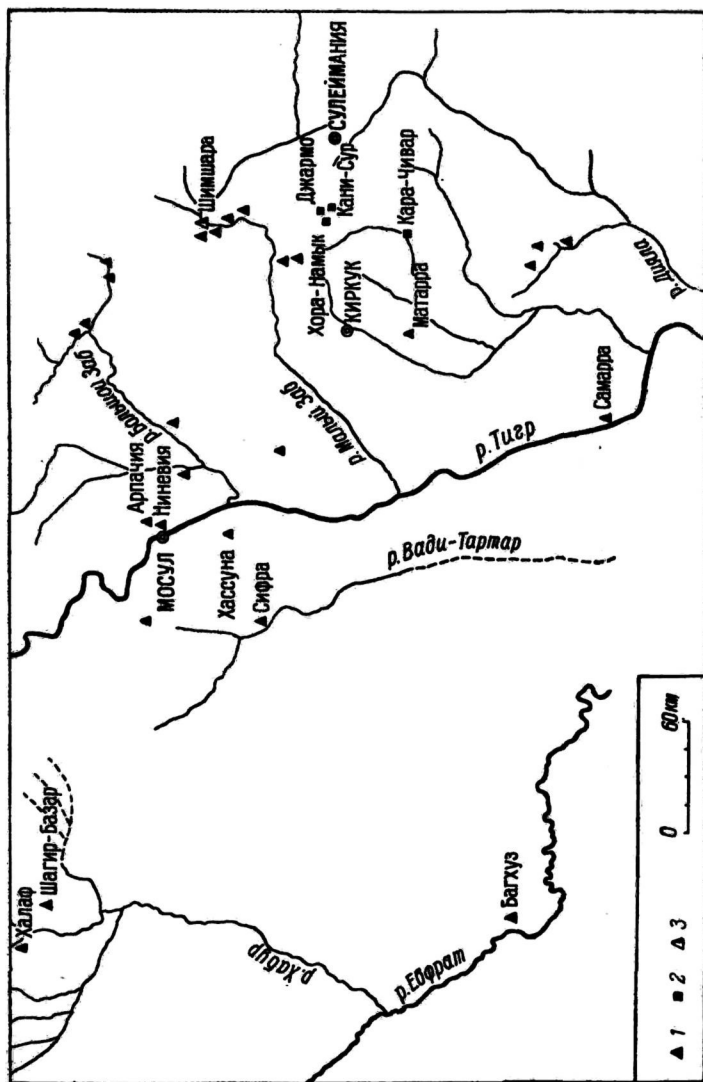 Халаф
Шагир-Базар
р. Хабур
р. Евфрат
Багхуз
МОСУЛ
Арпачия
Ниневия
Хассуна
Сифра
р. Вади-Тартар
р. Большой Заб
р. Малый Заб
р. Тигр
Самарра
Шимшара
Джармо
Кани-Сур
СУЛЕЙМАНИЯ
Хора-Намык
КИРКУК
Матарра
Кара-Чивар
р. Дияла
0 60 км
1 2 3